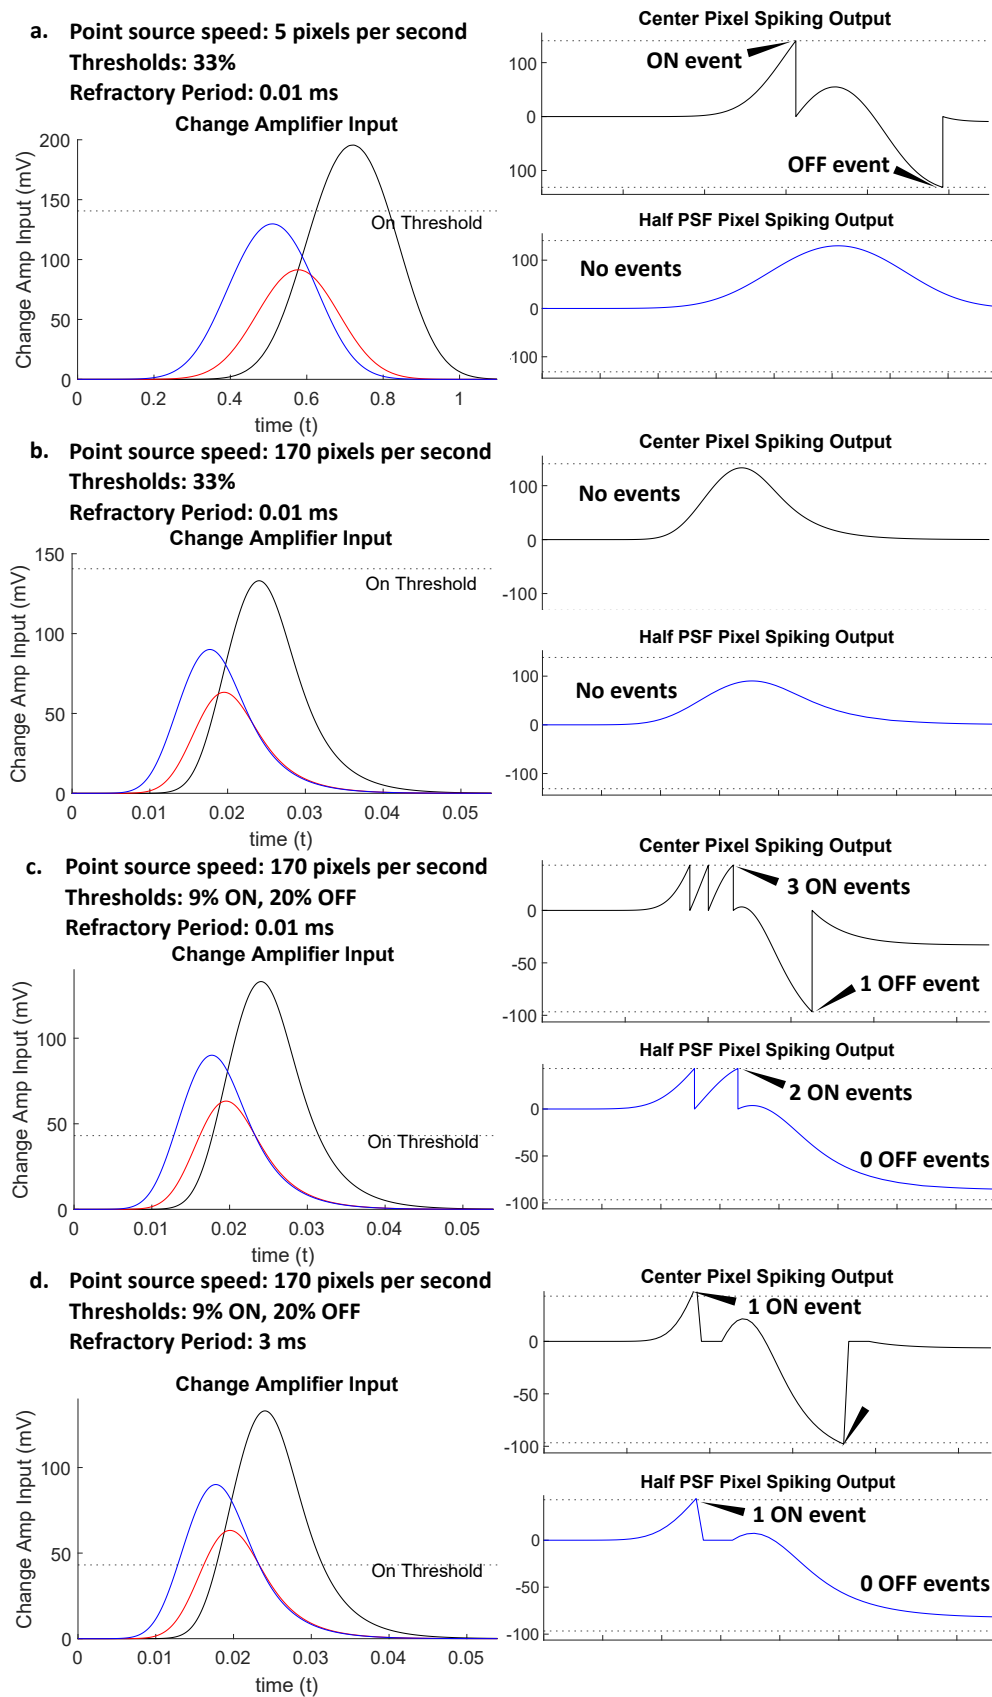 a. Point source speed: 5 pixels per second
Thresholds: 33%
Refractory Period: 0.01 ms
Change Amplifier Input
Change Amp Input (mV)
200
150
100
50
0
On Threshold
0 0.2 0.4 0.6 0.8 1
time (t)
Center Pixel Spiking Output
100
0
100
ON event
OFF event
Half PSF Pixel Spiking Output
100
0
-100
No events
b. Point source speed: 170 pixels per second
Thresholds: 33%
Refractory Period: 0.01 ms
Change Amplifier Input
Change Amp Input (mV)
150
100
50
0
On Threshold
0 0.01 0.02 0.03 0.04 0.05
time (t)
Center Pixel Spiking Output
100
0
-100
No events
Half PSF Pixel Spiking Output
100
0
-100
No events
c. Point source speed: 170 pixels per second
Thresholds: 9% ON, 20% OFF
Refractory Period: 0.01 ms
Change Amplifier Input
Change Amp Input (mV)
100
50
0
On Threshold
0 0.01 0.02 0.03 0.04 0.05
time (t)
Center Pixel Spiking Output
0
-50
-100
3 ON events
1 OFF event
Half PSF Pixel Spiking Output
0
-50
-100
2 ON events
0 OFF events
d. Point source speed: 170 pixels per second
Thresholds: 9% ON, 20% OFF
Refractory Period: 3 ms
Change Amplifier Input
Change Amp Input (mV)
100
50
0
On Threshold
0 0.01 0.02 0.03 0.04 0.05
time (t)
Center Pixel Spiking Output
0
-50
-100
1 ON event
Half PSF Pixel Spiking Output
0
-50
-100
1 ON event
0 OFF events